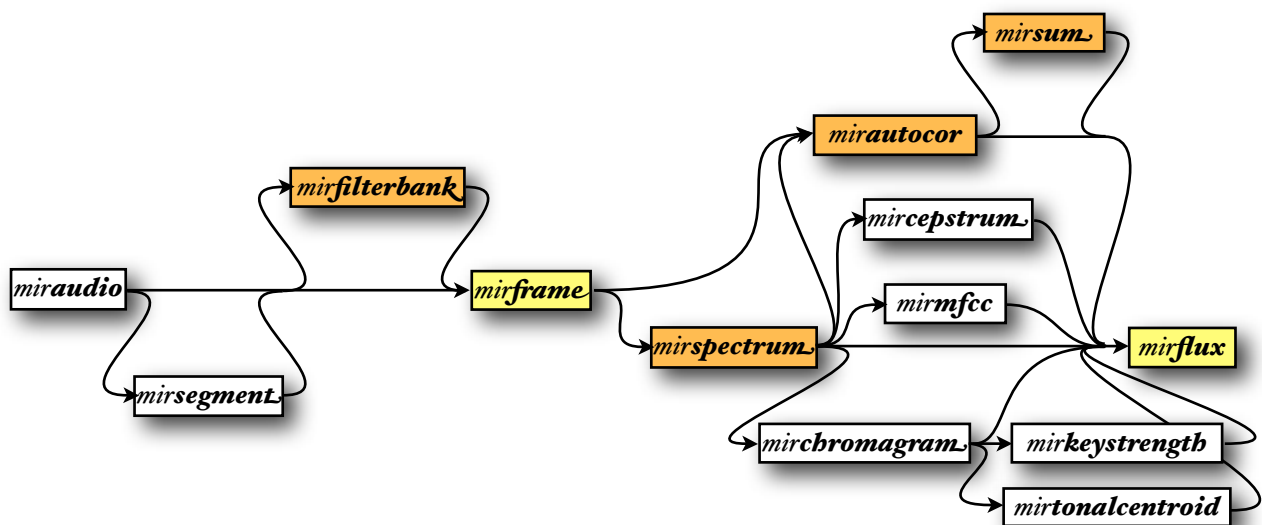 mirsum
mirautocor
mirfilterbank
mircepstrum
miraudio
mirframe
mirmfcc
mirspectrum
mirflux
mirsegment
mirchromagram
mirkeystrength
mirtonalcentroid